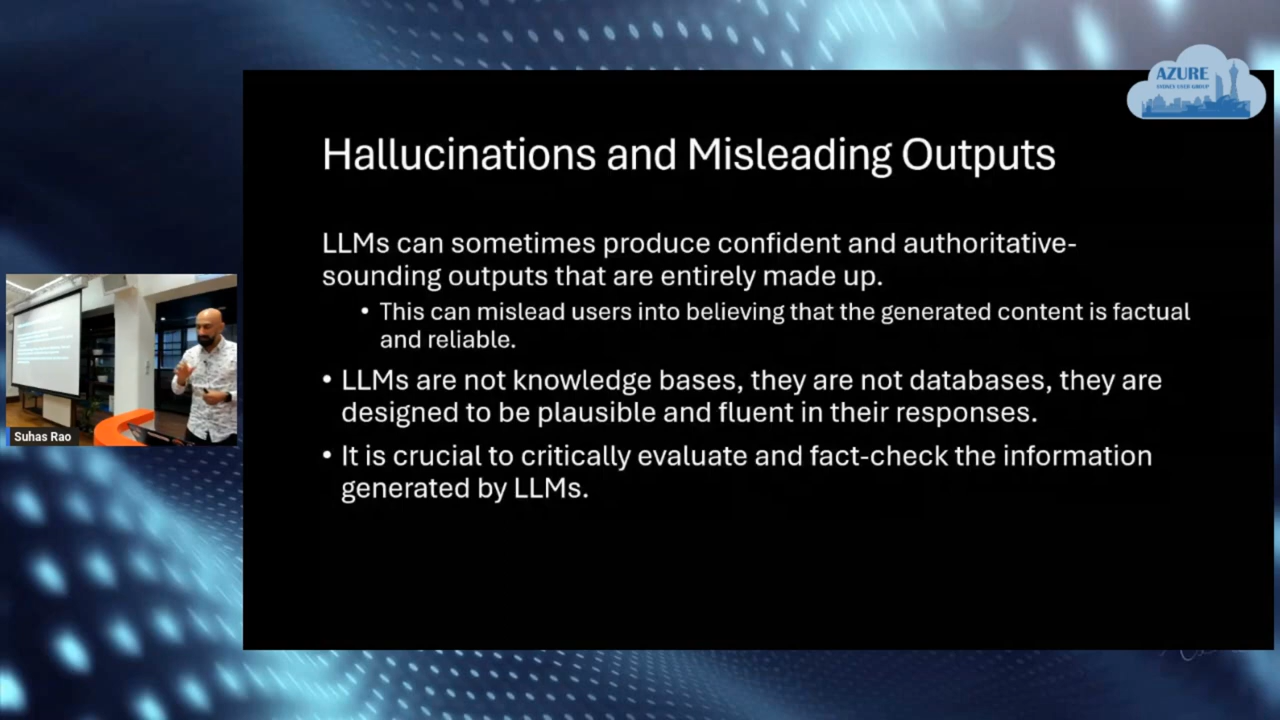 AZURE
SYDNEY USER GROUP
Hallucinations and Misleading Outputs
LLMs can sometimes produce confident and authoritative-
sounding outputs that are entirely made up.
• This can mislead users into believing that the generated content is factual
and reliable.
• LLMs are not knowledge bases, they are not databases, they are
designed to be plausible and fluent in their responses.
• It is crucial to critically evaluate and fact-check the information
generated by LLMs.
Suhas Rao